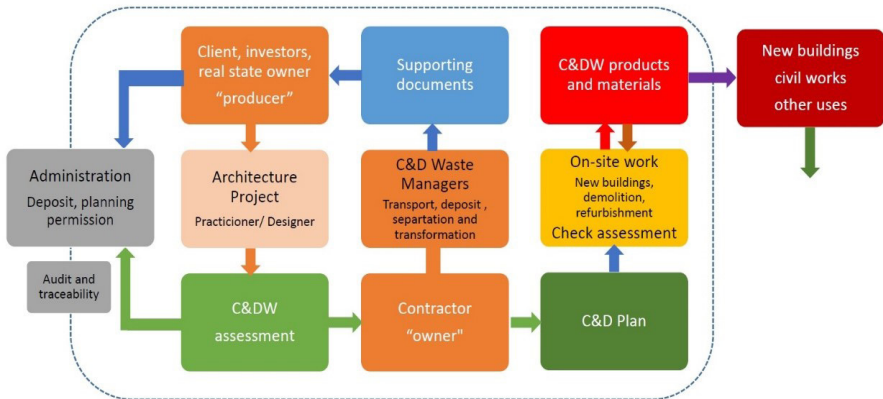 Client, investors,
real state owner
“producer”
Supporting
documents
C&DW products
and materials
New buildings
civil works
other uses
Administration
Deposit, planning
permission
Architecture
Project
Practicioner/ Designer
C&D Waste
Managers
Transport, deposit ,
separtation and
transformation
On-site work
New buildings,
demolition,
refurbishment
Check assessment
Audit and
traceability
C&DW
assessment
Contractor
“owner"
C&D Plan